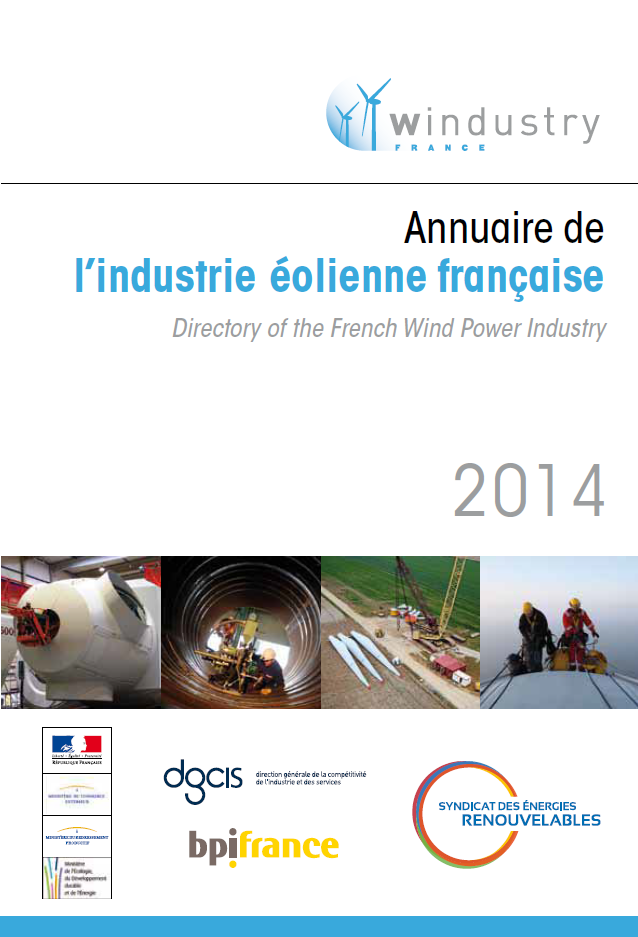 windustry
FRANCE
Annuaire de
l'industrie éolienne française
Directory of the French Wind Power Industry
2014
500
Liberté • Égalité • Fraternité
RÉPUBLIQUE FRANÇAISE
MINISTÈRE DU COMMERCE
EXTÉRIEUR
MINISTÈRE DU REDRESSEMENT
PRODUCTIF
Ministère
de l'Écologie,
du Développement
durable
et de l'Énergie
dgcis
direction générale de la compétitivité
de l'industrie et des services
bpifrance
SYNDICAT DES ÉNERGIES
RENOUVELABLES